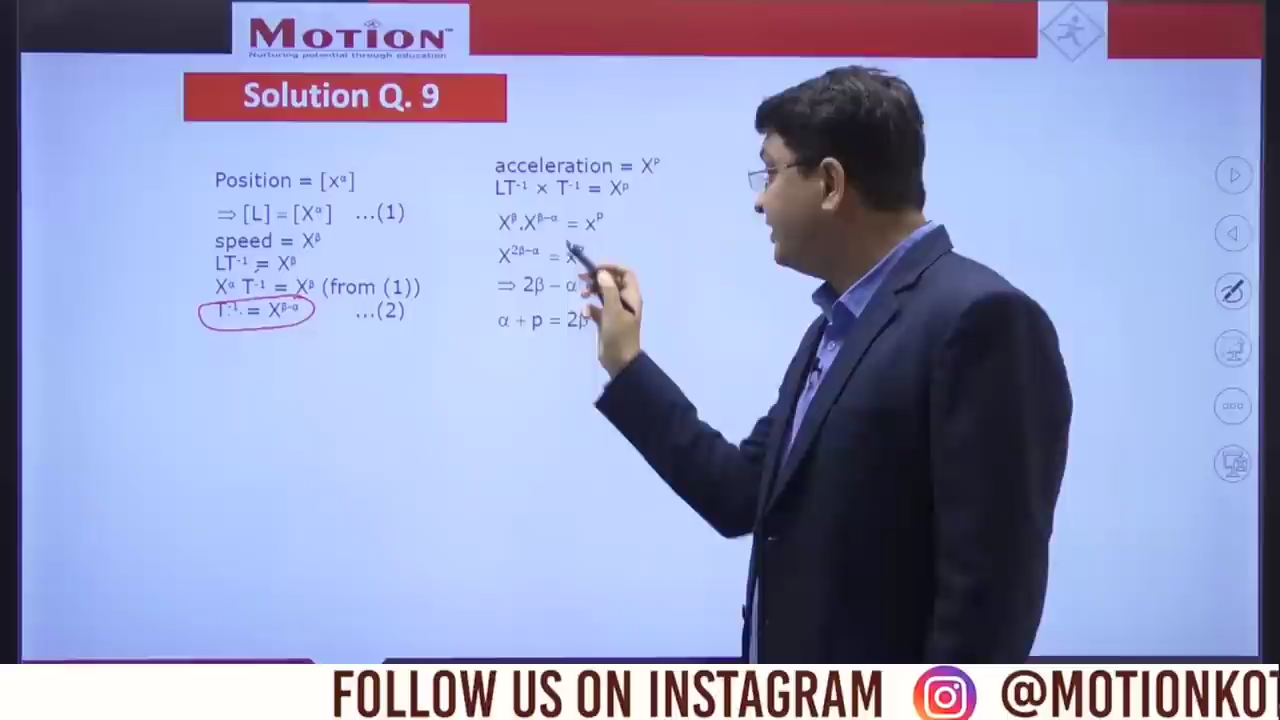 MOTION™
Nurturing potential through education
Solution Q. 9
Position = [xᵅ]
⇒ [L] = [Xᵅ] ...(1)
speed = Xᵝ
LT⁻¹ = Xᵝ
Xᵅ T⁻¹ = Xᵝ (from (1))
T⁻¹ = Xᵝ⁻ᵅ ...(2)
acceleration = Xᵖ
LT⁻¹ × T⁻¹ = Xᵖ
Xᵝ.Xᵝ⁻ᵅ = xᵖ
X²ᵝ⁻ᵅ =
⇒ 2β – α
α + p = 2β
FOLLOW US ON INSTAGRAM @MOTIONKOT